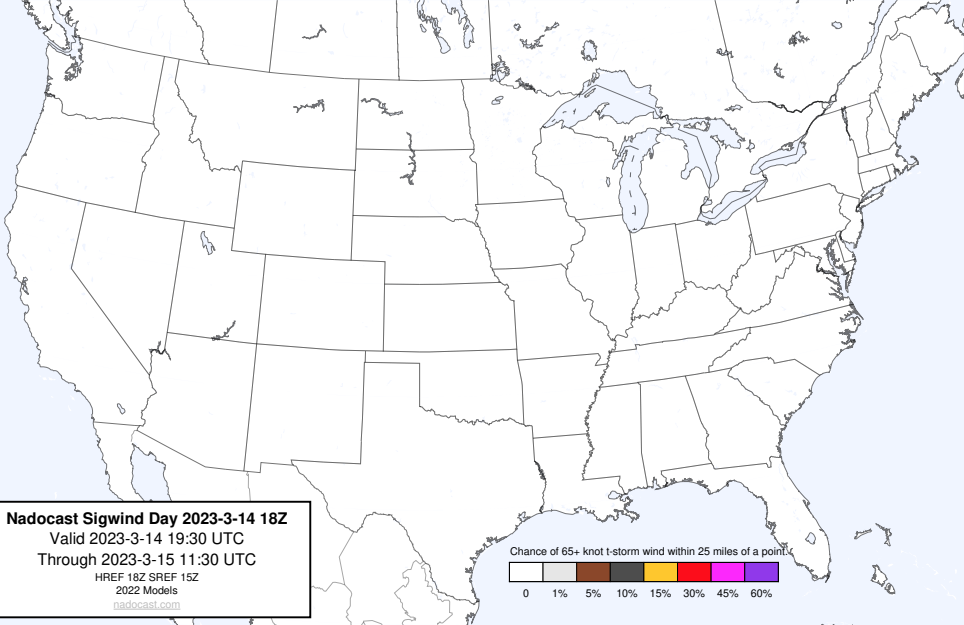 Nadocast Sigwind Day 2023-3-14 18Z
Valid 2023-3-14 19:30 UTC
Through 2023-3-15 11:30 UTC
HREF 18Z SREF 15Z
2022 Models
nadocast.com
Chance of 65+ knot t-storm wind within 25 miles of a point.
0 1% 5% 10% 15% 30% 45% 60%